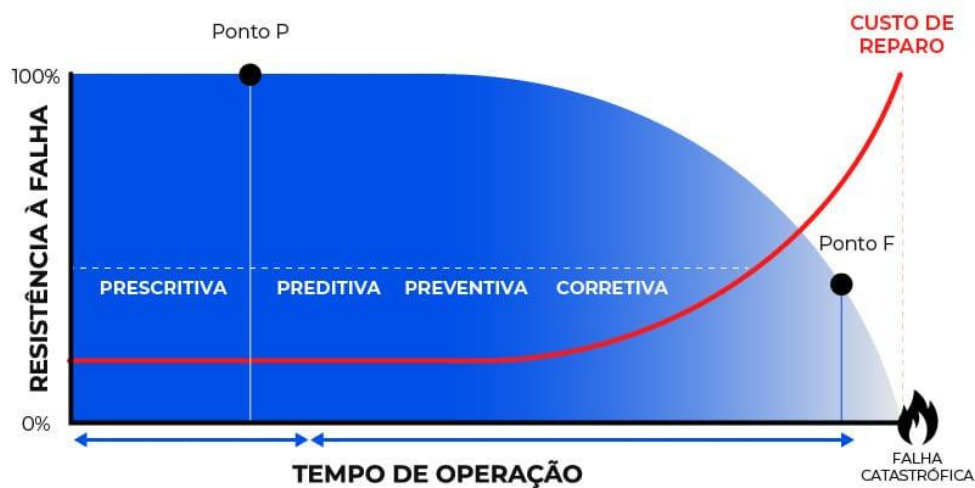 Ponto P
CUSTO DE
REPARO
100%
RESISTÊNCIA À FALHA
Ponto F
PRESCRITIVA PREDITIVA PREVENTIVA CORRETIVA
0%
TEMPO DE OPERAÇÃO
FALHA
CATASTRÓFICA